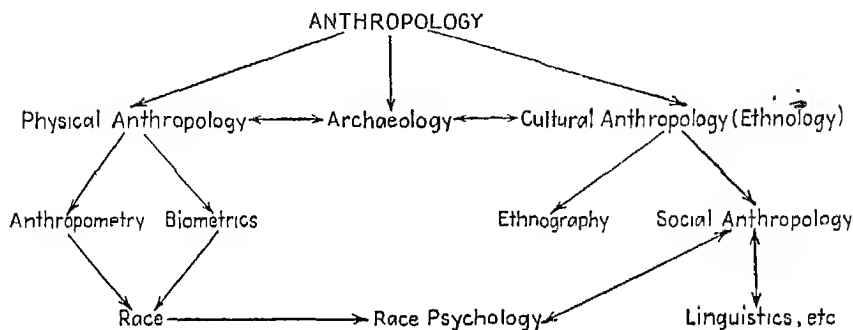 ANTHROPOLOGY
Physical Anthropology Archaeology Cultural Anthropology (Ethnology)
Anthropometry Biometrics Ethnography Social Anthropology
Race Race Psychology Linguistics, etc